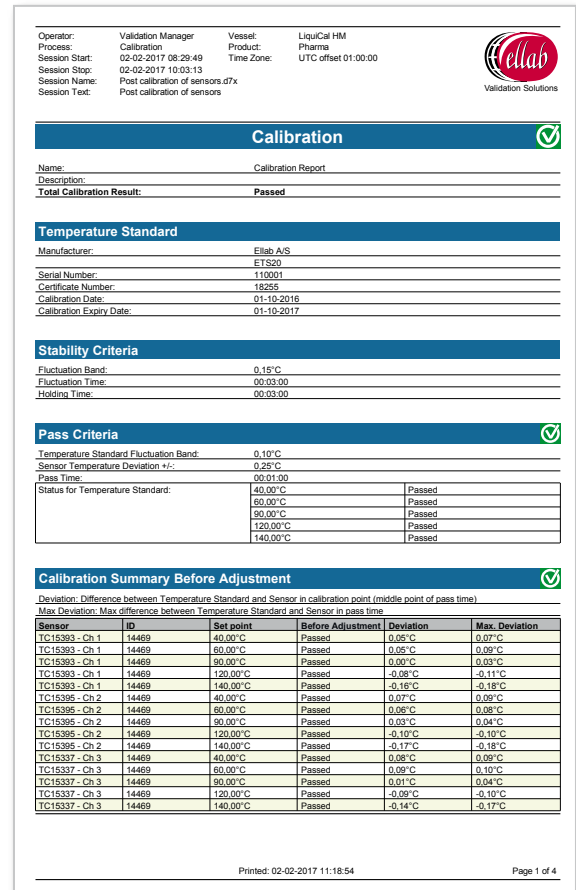 Operator: Validation Manager Vessel: LiquiCal HM
Process: Calibration Product: Pharma
Session Start: 02-02-2017 08:29:49 Time Zone: UTC offset 01:00:00
Session Stop: 02-02-2017 10:03:13
Session Name: Post calibration of sensors.d7x
Session Text: Post calibration of sensors
ellab
Validation Solutions
Calibration
Name: Calibration Report
Description:
Total Calibration Result: Passed
Temperature Standard
Manufacturer: Ellab A/S
ETS20
Serial Number: 110001
Certificate Number: 18255
Calibration Date: 01-10-2016
Calibration Expiry Date: 01-10-2017
Stability Criteria
Fluctuation Band: 0,15°C
Fluctuation Time: 00:03:00
Holding Time: 00:03:00
Pass Criteria
Temperature Standard Fluctuation Band: 0,10°C
Sensor Temperature Deviation +/-: 0,25°C
Pass Time: 00:01:00
Status for Temperature Standard: 40,00°C Passed
60,00°C Passed
90,00°C Passed
120,00°C Passed
140,00°C Passed
Calibration Summary Before Adjustment
Deviation: Difference between Temperature Standard and Sensor in calibration point (middle point of pass time)
Max Deviation: Max difference between Temperature Standard and Sensor in pass time
Sensor ID Set point Before Adjustment Deviation Max. Deviation
TC15393 - Ch 1 14469 40,00°C Passed 0,05°C 0,07°C
TC15393 - Ch 1 14469 60,00°C Passed 0,05°C 0,09°C
TC15393 - Ch 1 14469 90,00°C Passed 0,00°C 0,03°C
TC15393 - Ch 1 14469 120,00°C Passed -0,08°C -0,11°C
TC15393 - Ch 1 14469 140,00°C Passed -0,16°C -0,18°C
TC15395 - Ch 2 14469 40,00°C Passed 0,07°C 0,09°C
TC15395 - Ch 2 14469 60,00°C Passed 0,06°C 0,08°C
TC15395 - Ch 2 14469 90,00°C Passed 0,03°C 0,04°C
TC15395 - Ch 2 14469 120,00°C Passed -0,10°C -0,10°C
TC15395 - Ch 2 14469 140,00°C Passed -0,17°C -0,18°C
TC15337 - Ch 3 14469 40,00°C Passed 0,08°C 0,09°C
TC15337 - Ch 3 14469 60,00°C Passed 0,09°C 0,10°C
TC15337 - Ch 3 14469 90,00°C Passed 0,01°C 0,04°C
TC15337 - Ch 3 14469 120,00°C Passed -0,09°C -0,10°C
TC15337 - Ch 3 14469 140,00°C Passed -0,14°C -0,17°C
Printed: 02-02-2017 11:18:54 Page 1 of 4